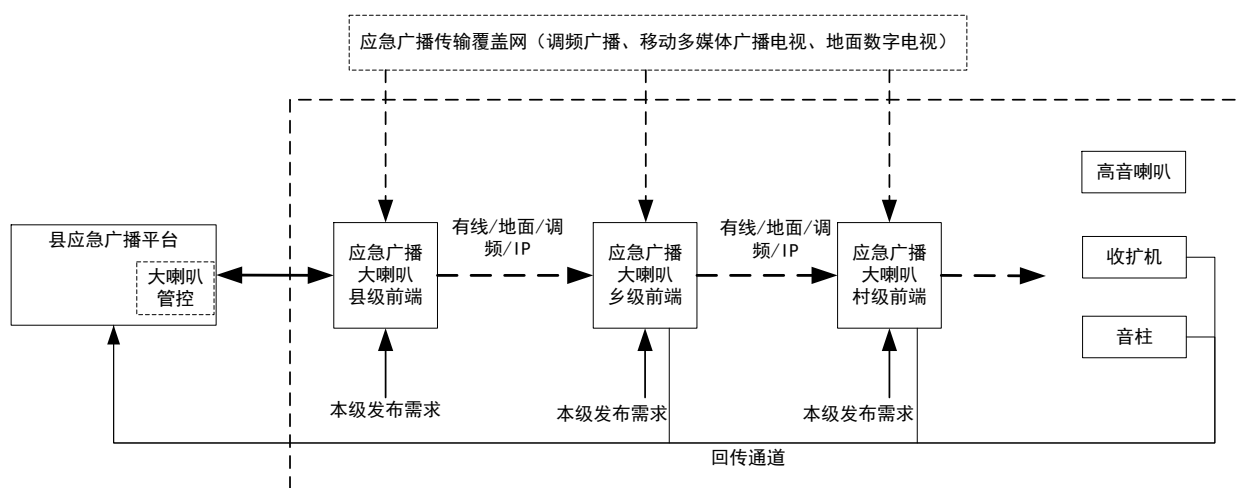 应急广播传输覆盖网（调频广播、移动多媒体广播电视、地面数字电视）
高音喇叭
县应急广播平台
大喇叭
管控
应急广播
大喇叭
县级前端
有线/地面/调
频/IP
应急广播
大喇叭
乡级前端
有线/地面/调
频/IP
应急广播
大喇叭
村级前端
收扩机
音柱
本级发布需求
本级发布需求
本级发布需求
回传通道